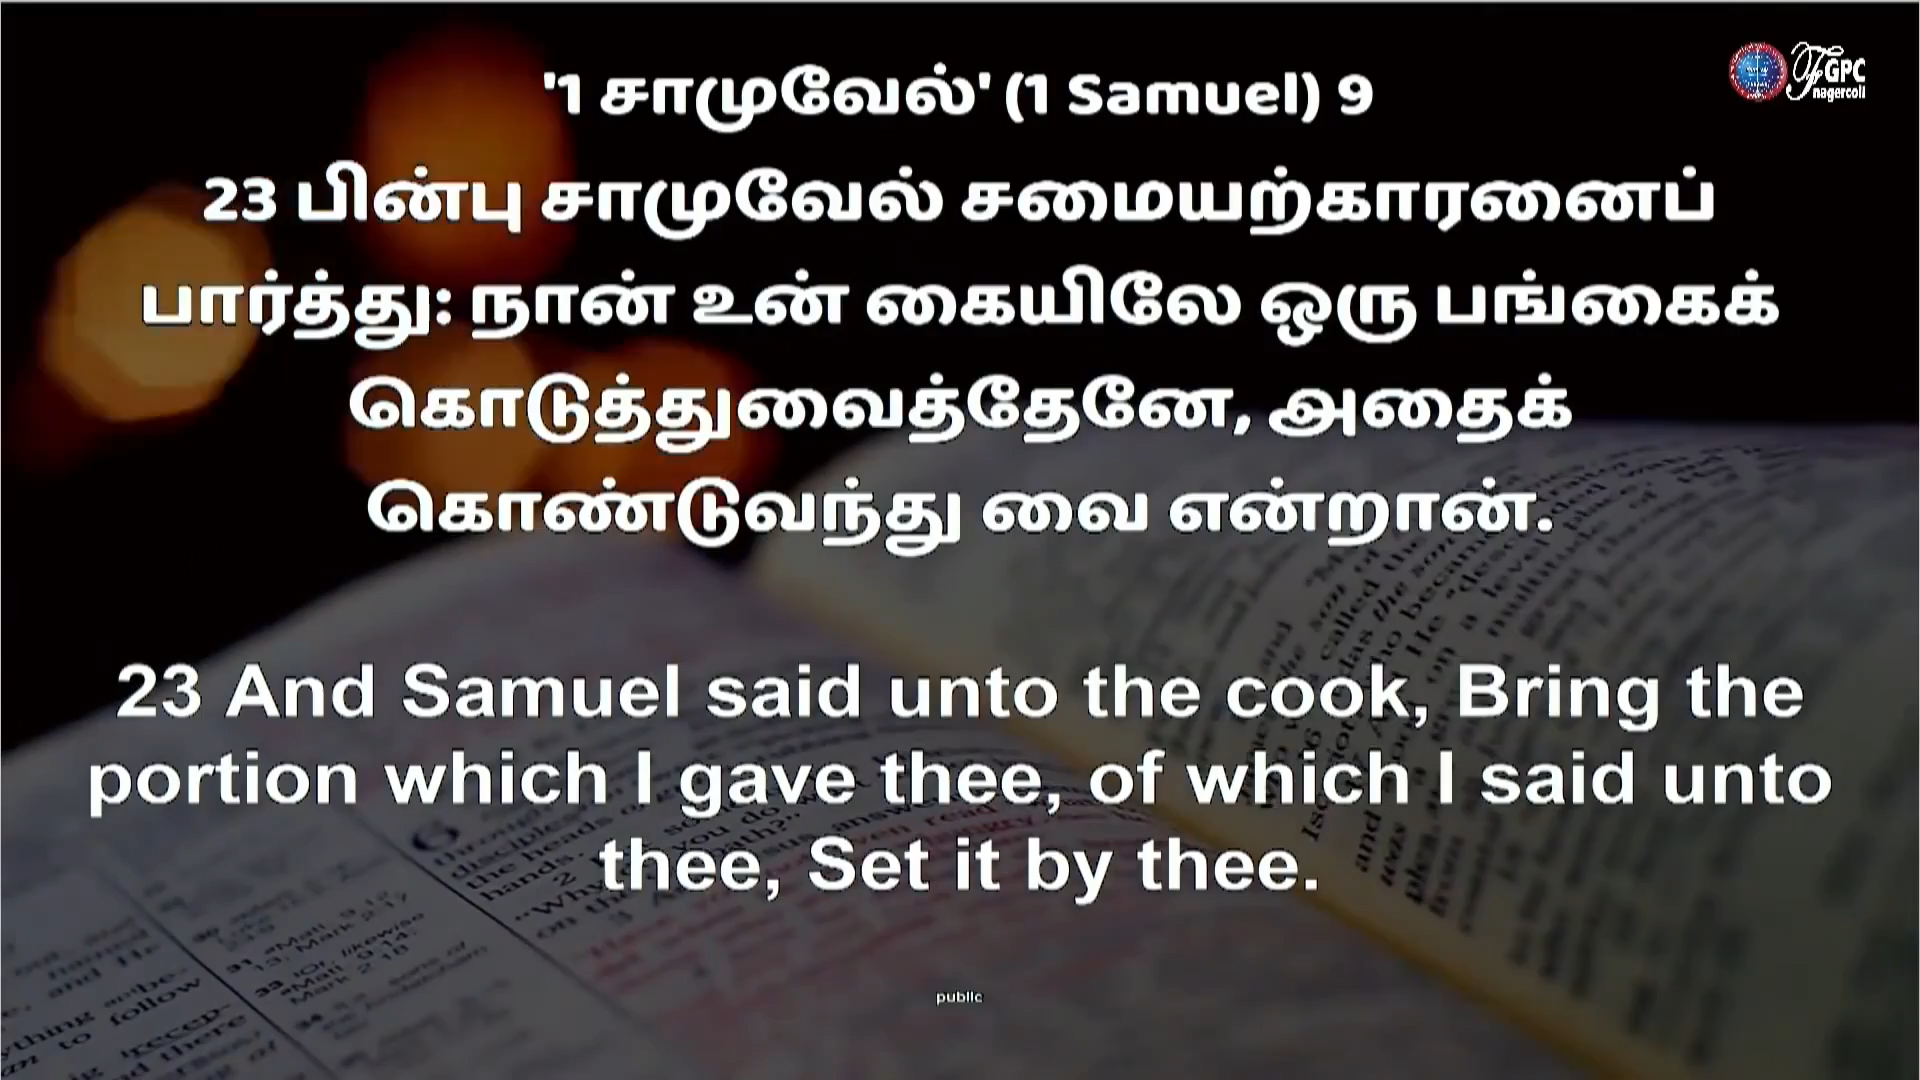 '1 சாமுவேல்' (1 Samuel) 9
23 பின்பு சாமுவேல் சமையற்காரனைப்
பார்த்து: நான் உன் கையிலே ஒரு பங்கைக்
கொடுத்துவைத்தேனே, அதைக்
கொண்டுவந்து வை என்றான்.
23 And Samuel said unto the cook, Bring the
portion which I gave thee, of which I said unto
thee, Set it by thee.
public
FGPC
nagercoil